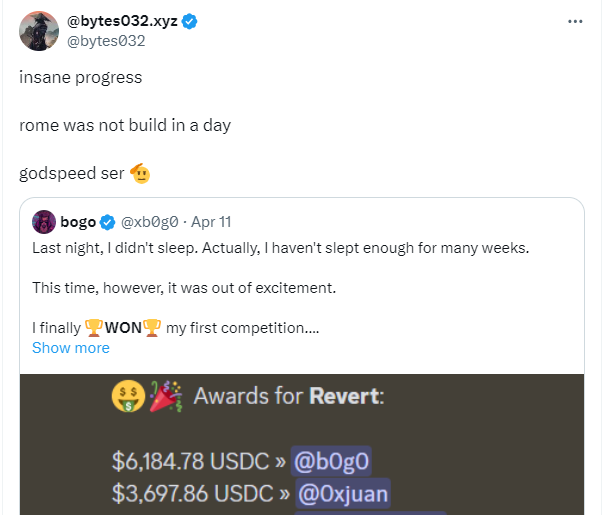 @bytes032.xyz
@bytes032
insane progress
rome was not build in a day
godspeed ser 🫡
bogo @xb0g0 · Apr 11
Last night, I didn't sleep. Actually, I haven't slept enough for many weeks.
This time, however, it was out of excitement.
I finally 🏆WON🏆 my first competition....
Show more
🤑🎉 Awards for Revert:
$6,184.78 USDC » @b0g0
$3,697.86 USDC » @0xjuan